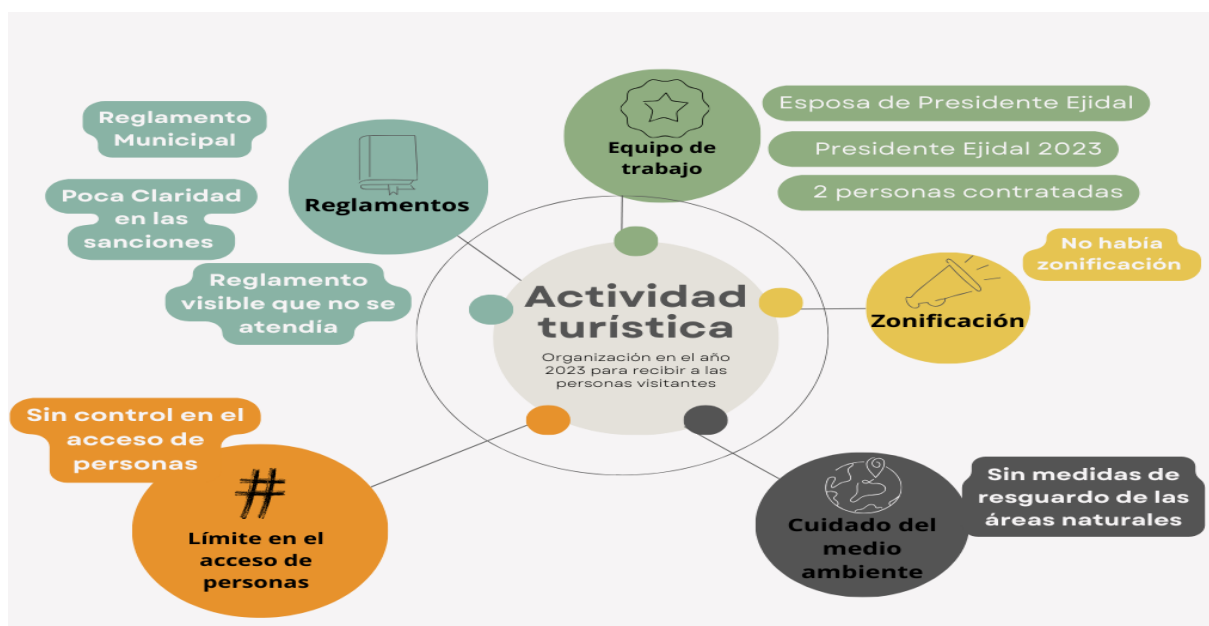 Actividad
turística
Organización en el año
2023 para recibir a las
personas visitantes
Equipo de
trabajo
Esposa de Presidente Ejidal
Presidente Ejidal 2023
2 personas contratadas
Zonificación
No había
zonificación
Cuidado del
medio
ambiente
Sin medidas de
resguardo de las
áreas naturales
Límite en el
acceso de
personas
Sin control en el
acceso de
personas
Reglamentos
Reglamento
Municipal
Poca Claridad
en las
sanciones
Reglamento
visible que no se
atendía